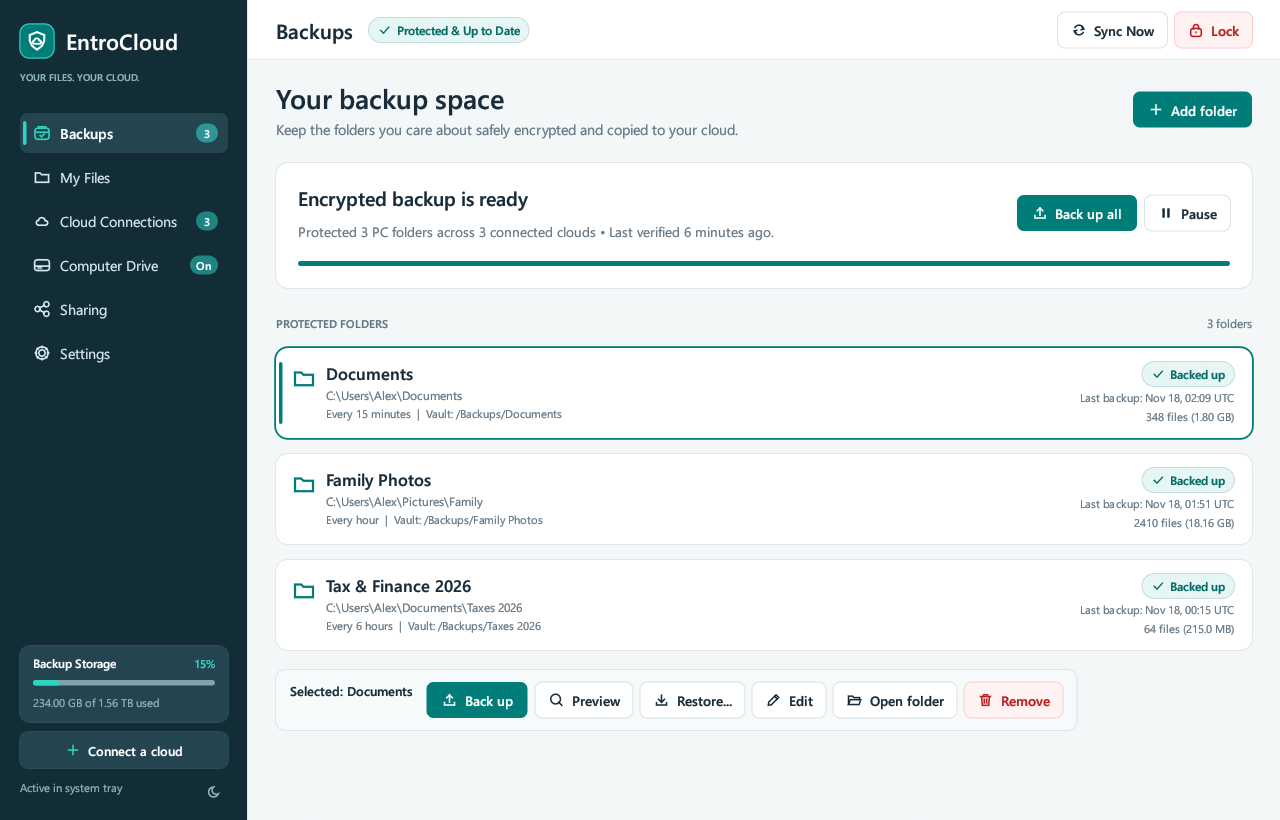 EntroCloud
YOUR FILES. YOUR CLOUD.
Backups 3
My Files
Cloud Connections 3
Computer Drive On
Sharing
Settings
Backup Storage 15%
234.00 GB of 1.56 TB used
Connect a cloud
Active in system tray
Backups Protected & Up to Date Sync Now Lock
Your backup space
Keep the folders you care about safely encrypted and copied to your cloud.
Add folder
Encrypted backup is ready
Protected 3 PC folders across 3 connected clouds • Last verified 6 minutes ago.
Back up all Pause
PROTECTED FOLDERS 3 folders
Documents Backed up
C:\Users\Alex\Documents Last backup: Nov 18, 02:09 UTC
Every 15 minutes | Vault: /Backups/Documents 348 files (1.80 GB)
Family Photos Backed up
C:\Users\Alex\Pictures\Family Last backup: Nov 18, 01:51 UTC
Every hour | Vault: /Backups/Family Photos 2410 files (18.16 GB)
Tax & Finance 2026 Backed up
C:\Users\Alex\Documents\Taxes 2026 Last backup: Nov 18, 00:15 UTC
Every 6 hours | Vault: /Backups/Taxes 2026 64 files (215.0 MB)
Selected: Documents Back up Preview Restore... Edit Open folder Remove